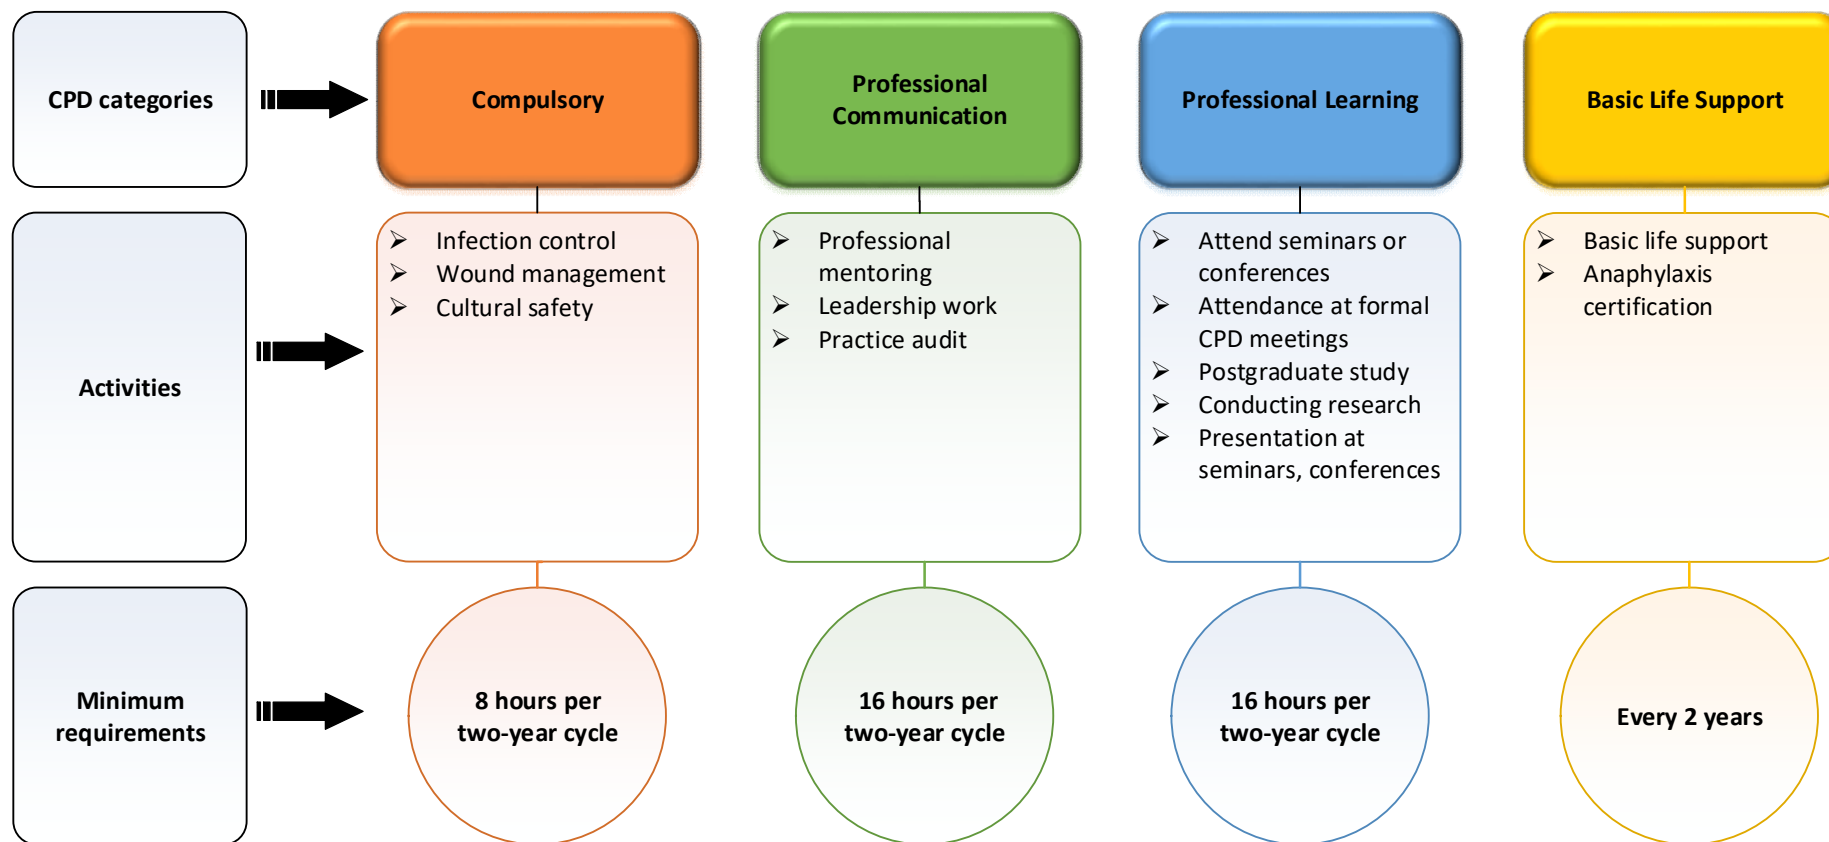 CPD categories
Compulsory
Professional
Communication
Professional Learning
Basic Life Support
Activities
➢ Infection control
➢ Wound management
➢ Cultural safety
➢ Professional
mentoring
➢ Leadership work
➢ Practice audit
➢ Attend seminars or
conferences
➢ Attendance at formal
CPD meetings
➢ Postgraduate study
➢ Conducting research
➢ Presentation at
seminars, conferences
➢ Basic life support
➢ Anaphylaxis
certification
Minimum
requirements
8 hours per
two-year cycle
16 hours per
two-year cycle
16 hours per
two-year cycle
Every 2 years